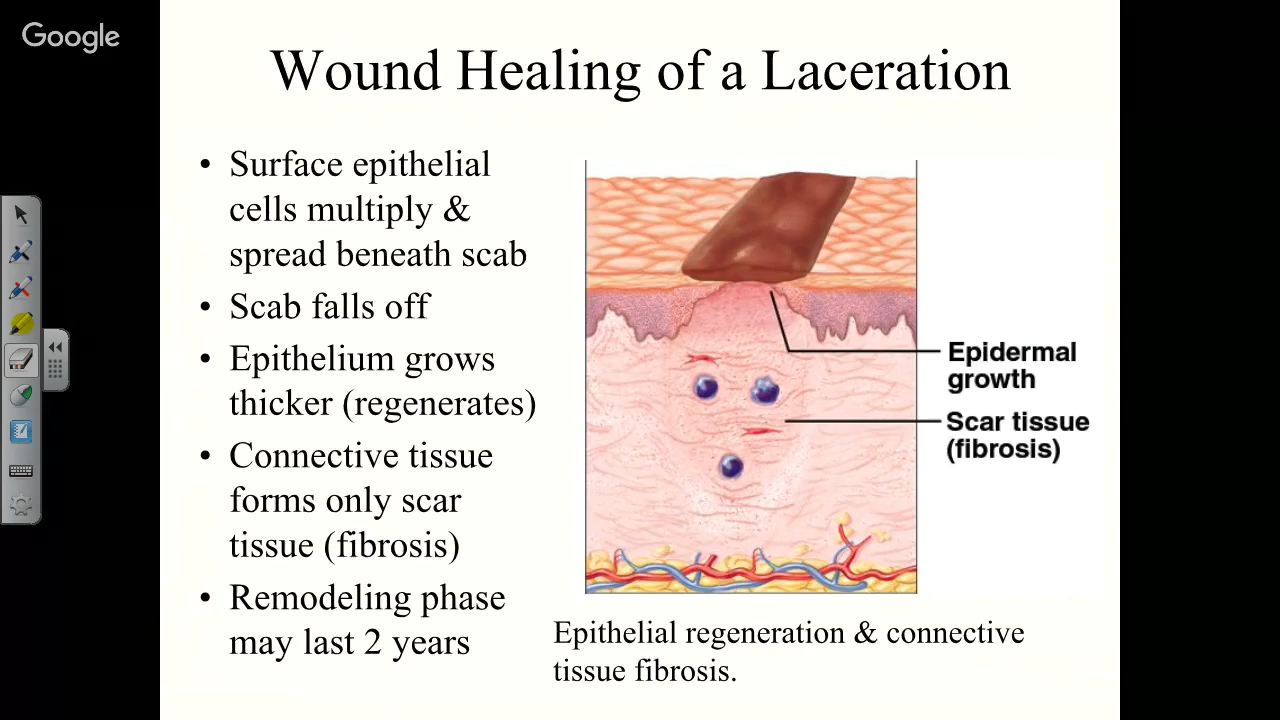 Google
Wound Healing of a Laceration
• Surface epithelial
cells multiply &
spread beneath scab
• Scab falls off
• Epithelium grows
thicker (regenerates)
• Connective tissue
forms only scar
tissue (fibrosis)
• Remodeling phase
may last 2 years
Epidermal
growth
Scar tissue
(fibrosis)
Epithelial regeneration & connective
tissue fibrosis.